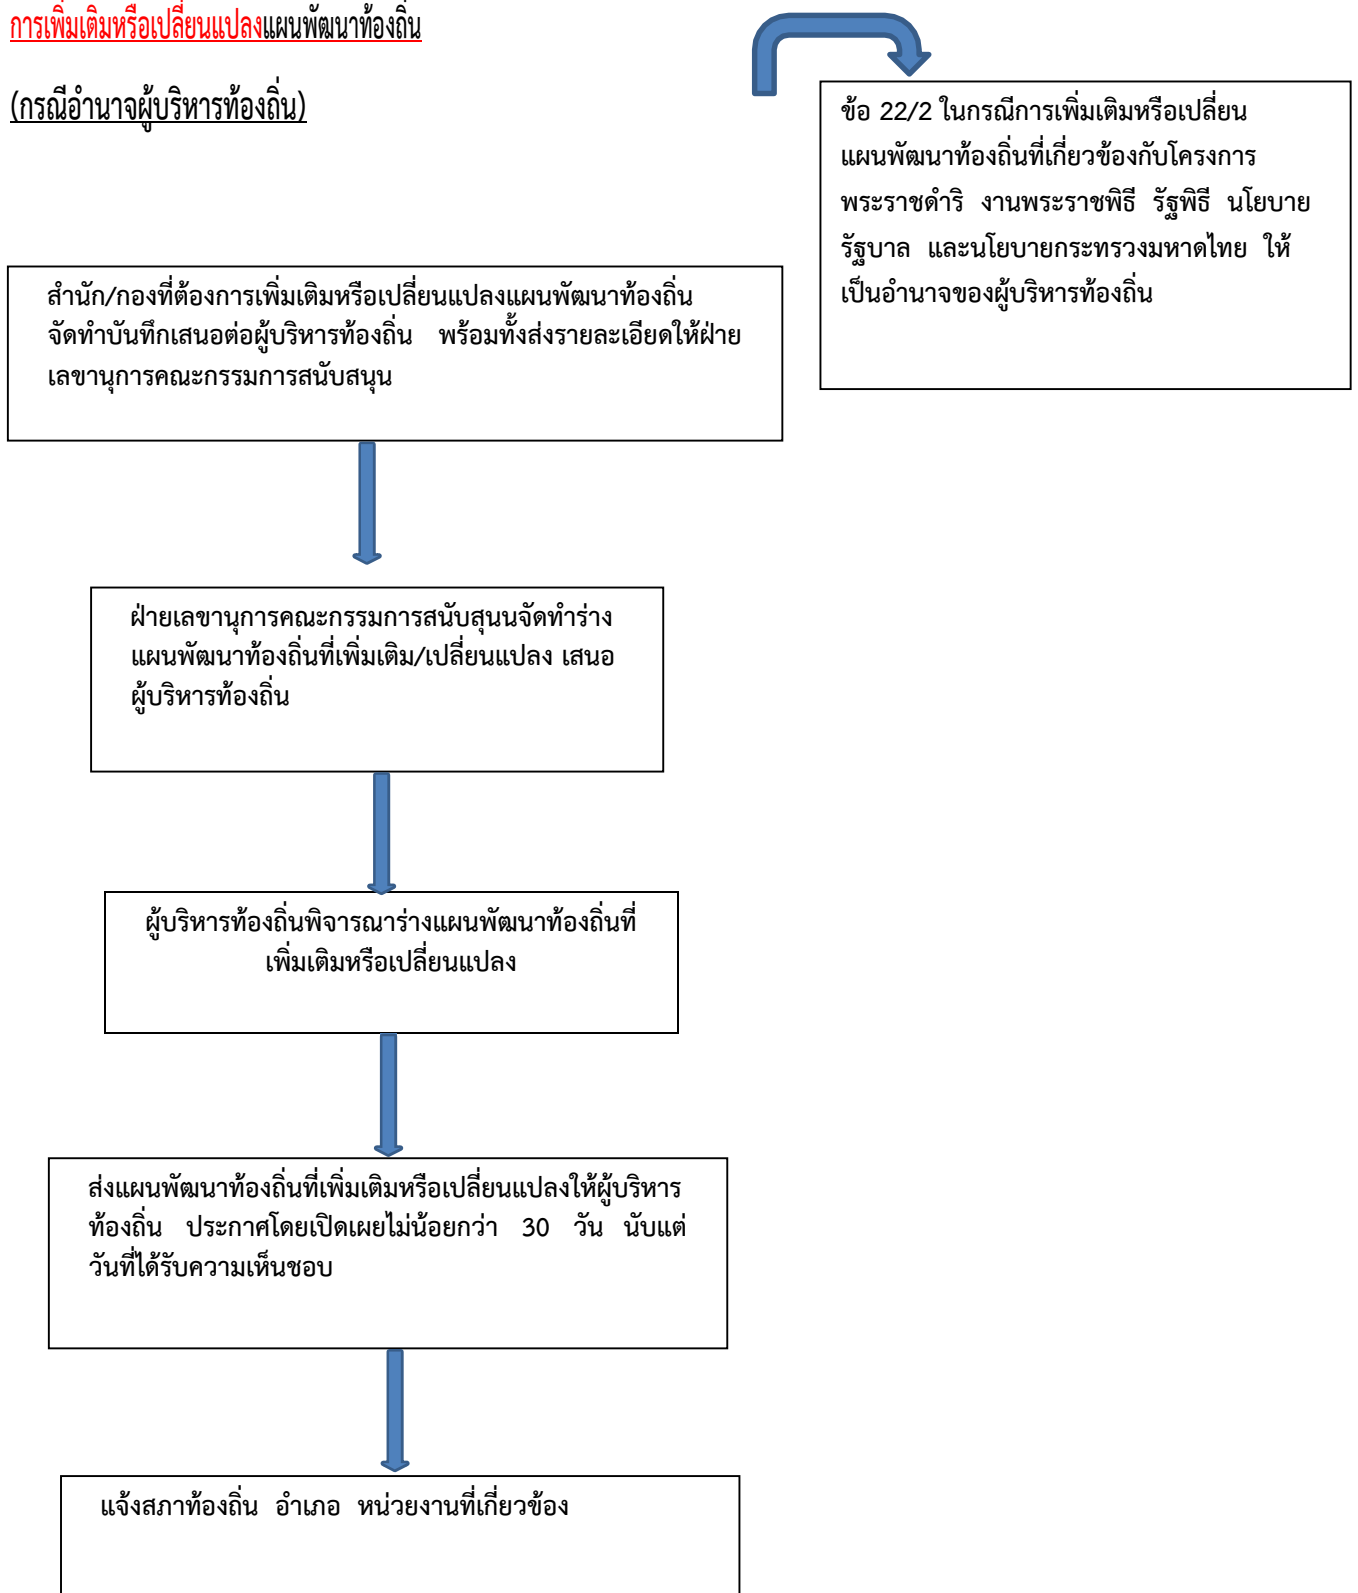 การเพิ่มเติมหรือเปลี่ยนแปลงแผนพัฒนาท้องถิ่น
(กรณีอำนาจผู้บริหารท้องถิ่น)
ข้อ 22/2 ในกรณีการเพิ่มเติมหรือเปลี่ยน
แผนพัฒนาท้องถิ่นที่เกี่ยวข้องกับโครงการ
พระราชดำริ งานพระราชพิธี รัฐพิธี นโยบาย
รัฐบาล และนโยบายกระทรวงมหาดไทย ให้
เป็นอำนาจของผู้บริหารท้องถิ่น
สำนัก/กองที่ต้องการเพิ่มเติมหรือเปลี่ยนแปลงแผนพัฒนาท้องถิ่น
จัดทำบันทึกเสนอต่อผู้บริหารท้องถิ่น พร้อมทั้งส่งรายละเอียดให้ฝ่าย
เลขานุการคณะกรรมการสนับสนุน
ฝ่ายเลขานุการคณะกรรมการสนับสุนนจัดทำร่าง
แผนพัฒนาท้องถิ่นที่เพิ่มเติม/เปลี่ยนแปลง เสนอ
ผู้บริหารท้องถิ่น
ผู้บริหารท้องถิ่นพิจารณาร่างแผนพัฒนาท้องถิ่นที่
เพิ่มเติมหรือเปลี่ยนแปลง
ส่งแผนพัฒนาท้องถิ่นที่เพิ่มเติมหรือเปลี่ยนแปลงให้ผู้บริหาร
ท้องถิ่น ประกาศโดยเปิดเผยไม่น้อยกว่า 30 วัน นับแต่
วันที่ได้รับความเห็นชอบ
แจ้งสภาท้องถิ่น อำเภอ หน่วยงานที่เกี่ยวข้อง